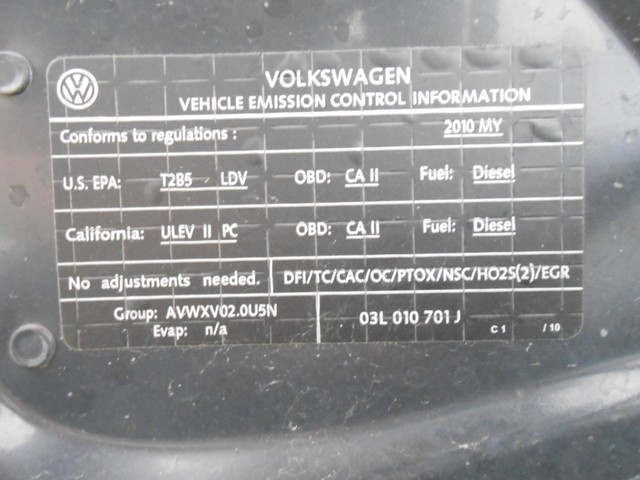 VOLKSWAGEN
VEHICLE EMISSION CONTROL INFORMATION
Conforms to regulations : 2010 MY
U.S. EPA: T2B5 LDV OBD: CA II Fuel: Diesel
California: ULEV II PC OBD: CA II Fuel: Diesel
No adjustments needed. DFI/TC/CAC/OC/PTOX/NSC/HO2S(2)/EGR
Group: AVWXV02.0U5N 03L 010 701 J C 1 /10
Evap: n/a